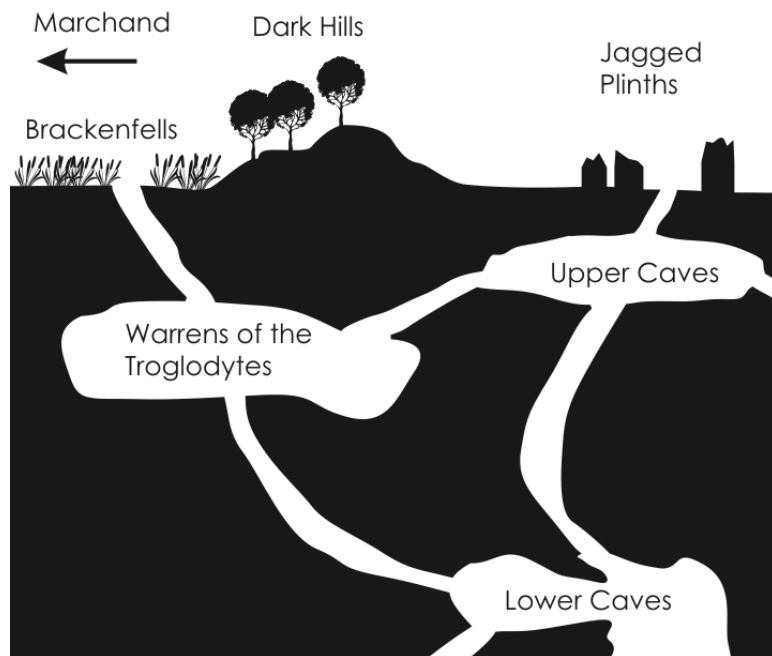 Marchand
Dark Hills
Jagged
Plinths
Brackenfells
Upper Caves
Warrens of the
Troglodytes
Lower Caves